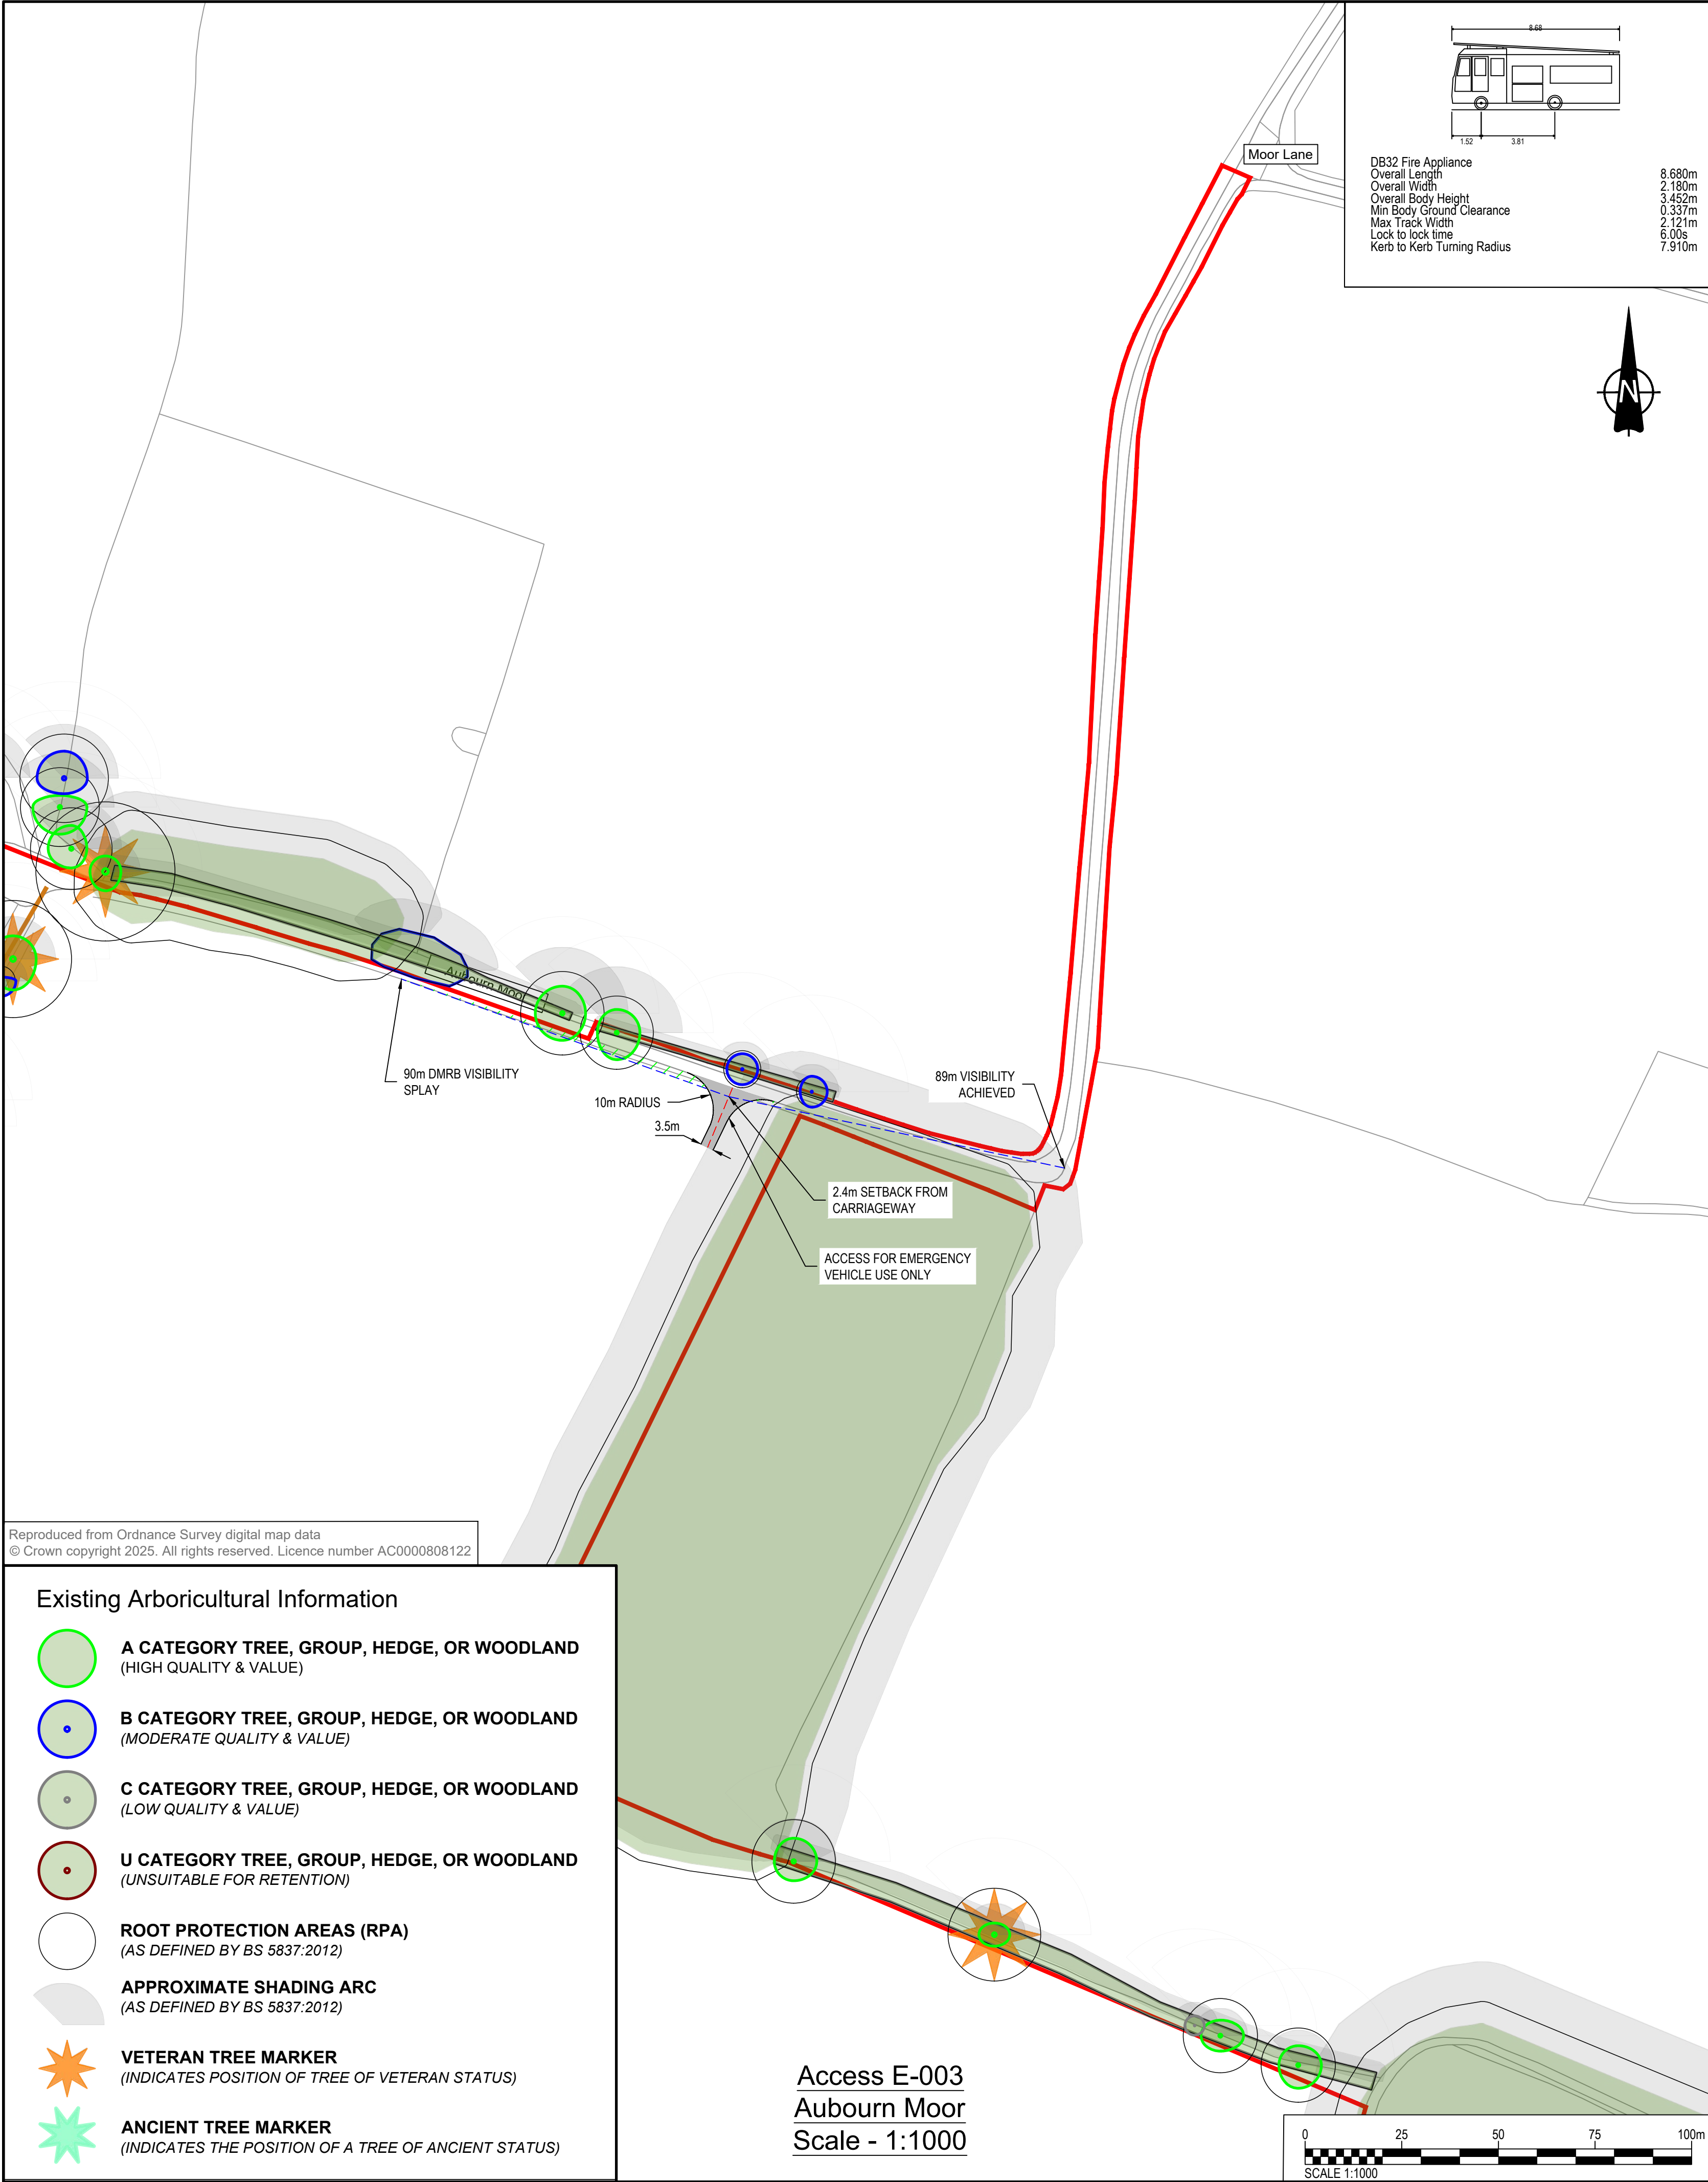 8.68
1.52
3.81
DB32 Fire Appliance
Overall Length 8.680m
Overall Width 2.180m
Overall Body Height 3.452m
Min Body Ground Clearance 0.337m
Max Track Width 2.121m
Lock to lock time 6.00s
Kerb to Kerb Turning Radius 7.910m
Moor Lane
N
Aubourn Moor
90m DMRB VISIBILITY
SPLAY
10m RADIUS
3.5m
89m VISIBILITY
ACHIEVED
2.4m SETBACK FROM
CARRIAGEWAY
ACCESS FOR EMERGENCY
VEHICLE USE ONLY
Reproduced from Ordnance Survey digital map data
© Crown copyright 2025. All rights reserved. Licence number AC0000808122
Existing Arboricultural Information
A CATEGORY TREE, GROUP, HEDGE, OR WOODLAND
(HIGH QUALITY & VALUE)
B CATEGORY TREE, GROUP, HEDGE, OR WOODLAND
(MODERATE QUALITY & VALUE)
C CATEGORY TREE, GROUP, HEDGE, OR WOODLAND
(LOW QUALITY & VALUE)
U CATEGORY TREE, GROUP, HEDGE, OR WOODLAND
(UNSUITABLE FOR RETENTION)
ROOT PROTECTION AREAS (RPA)
(AS DEFINED BY BS 5837:2012)
APPROXIMATE SHADING ARC
(AS DEFINED BY BS 5837:2012)
VETERAN TREE MARKER
(INDICATES POSITION OF TREE OF VETERAN STATUS)
ANCIENT TREE MARKER
(INDICATES THE POSITION OF A TREE OF ANCIENT STATUS)
Access E-003
Aubourn Moor
Scale - 1:1000
0 25 50 75 100m
SCALE 1:1000